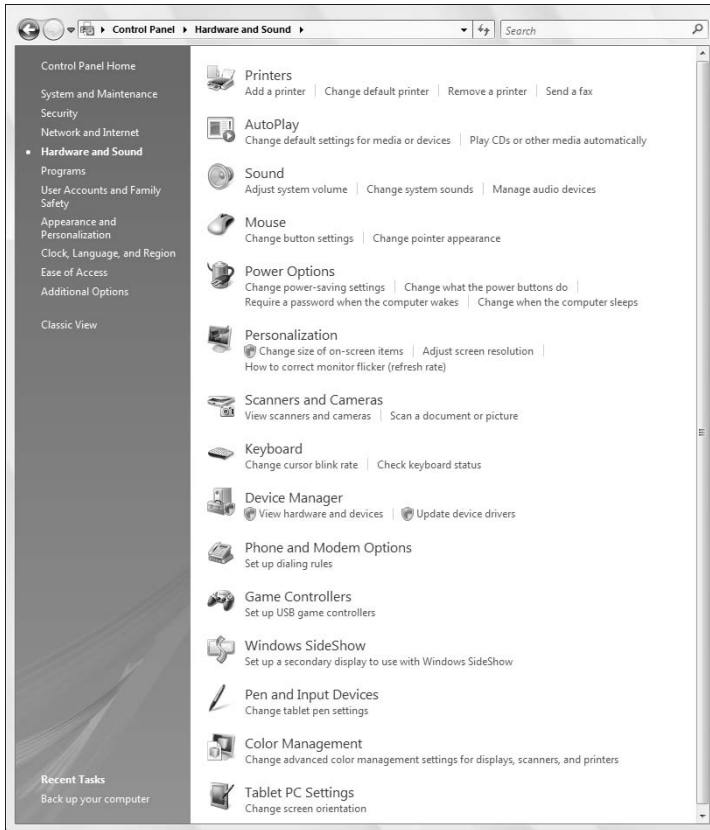 Control Panel Hardware and Sound Search
Control Panel Home
System and Maintenance
Security
Network and Internet
Hardware and Sound
Programs
User Accounts and Family
Safety
Appearance and
Personalization
Clock, Language, and Region
Ease of Access
Additional Options
Classic View
Recent Tasks
Back up your computer
Printers
Add a printer Change default printer Remove a printer Send a fax
AutoPlay
Change default settings for media or devices Play CDs or other media automatically
Sound
Adjust system volume Change system sounds Manage audio devices
Mouse
Change button settings Change pointer appearance
Power Options
Change power-saving settings Change what the power buttons do
Require a password when the computer wakes Change when the computer sleeps
Personalization
Change size of on-screen items Adjust screen resolution
How to correct monitor flicker (refresh rate)
Scanners and Cameras
View scanners and cameras Scan a document or picture
Keyboard
Change cursor blink rate Check keyboard status
Device Manager
View hardware and devices Update device drivers
Phone and Modem Options
Set up dialing rules
Game Controllers
Set up USB game controllers
Windows SideShow
Set up a secondary display to use with Windows SideShow
Pen and Input Devices
Change tablet pen settings
Color Management
Change advanced color management settings for displays, scanners, and printers
Tablet PC Settings
Change screen orientation